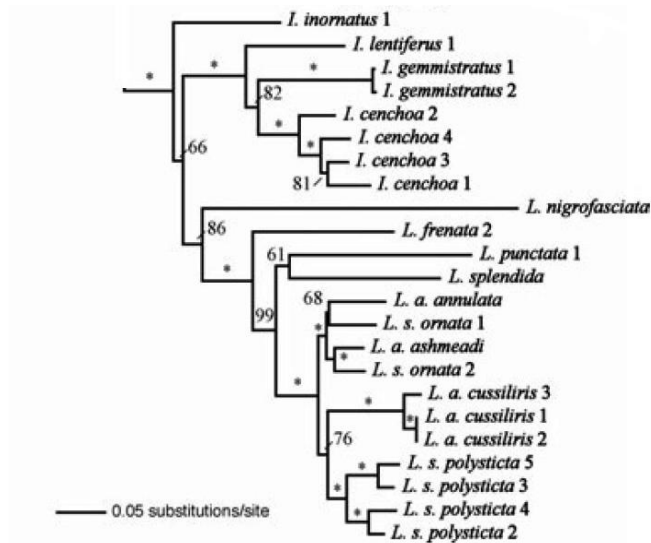 I. inornatus 1
*
I. lentiferus 1
*
*
I. gemmistratus 1
I. gemmistratus 2
82
I. cenchoa 2
*
I. cenchoa 4
*
66
I. cenchoa 3
81
I. cenchoa 1
L. nigrofasciata
86
L. frenata 2
61
L. punctata 1
*
L. splendida
68
L. a. annulata
99
L. s. ornata 1
*
L. a. ashmeadi
*
L. s. ornata 2
*
L. a. cussiliris 3
*
L. a. cussiliris 1
*
L. a. cussiliris 2
76
L. s. polysticta 5
*
L. s. polysticta 3
*
L. s. polysticta 4
*
L. s. polysticta 2
0.05 substitutions/site